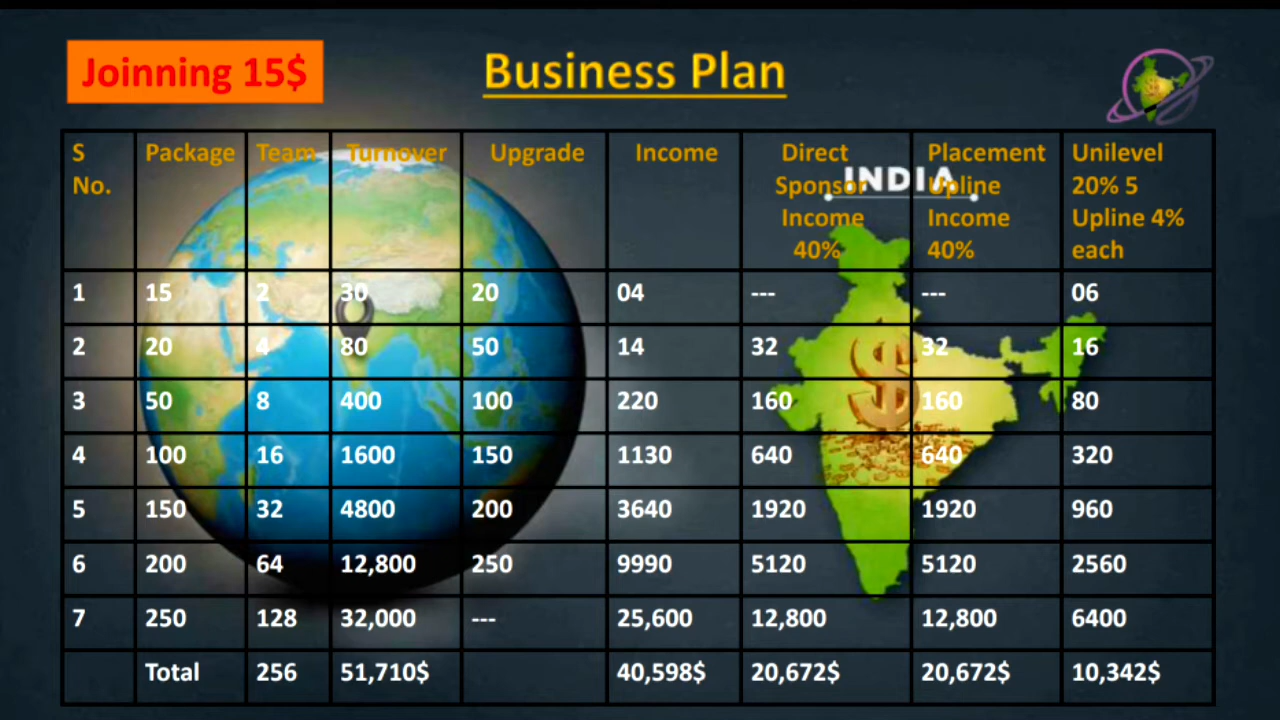 Joinning 15$
Business Plan
INDIA
S No. Package Team Turnover Upgrade Income Direct Sponsor Income 40% Placement Upline Income 40% Unilevel 20% 5 Upline 4% each
1 15 2 30 20 04 --- --- 06
2 20 4 80 50 14 32 32 16
3 50 8 400 100 220 160 160 80
4 100 16 1600 150 1130 640 640 320
5 150 32 4800 200 3640 1920 1920 960
6 200 64 12,800 250 9990 5120 5120 2560
7 250 128 32,000 --- 25,600 12,800 12,800 6400
Total 256 51,710$ 40,598$ 20,672$ 20,672$ 10,342$